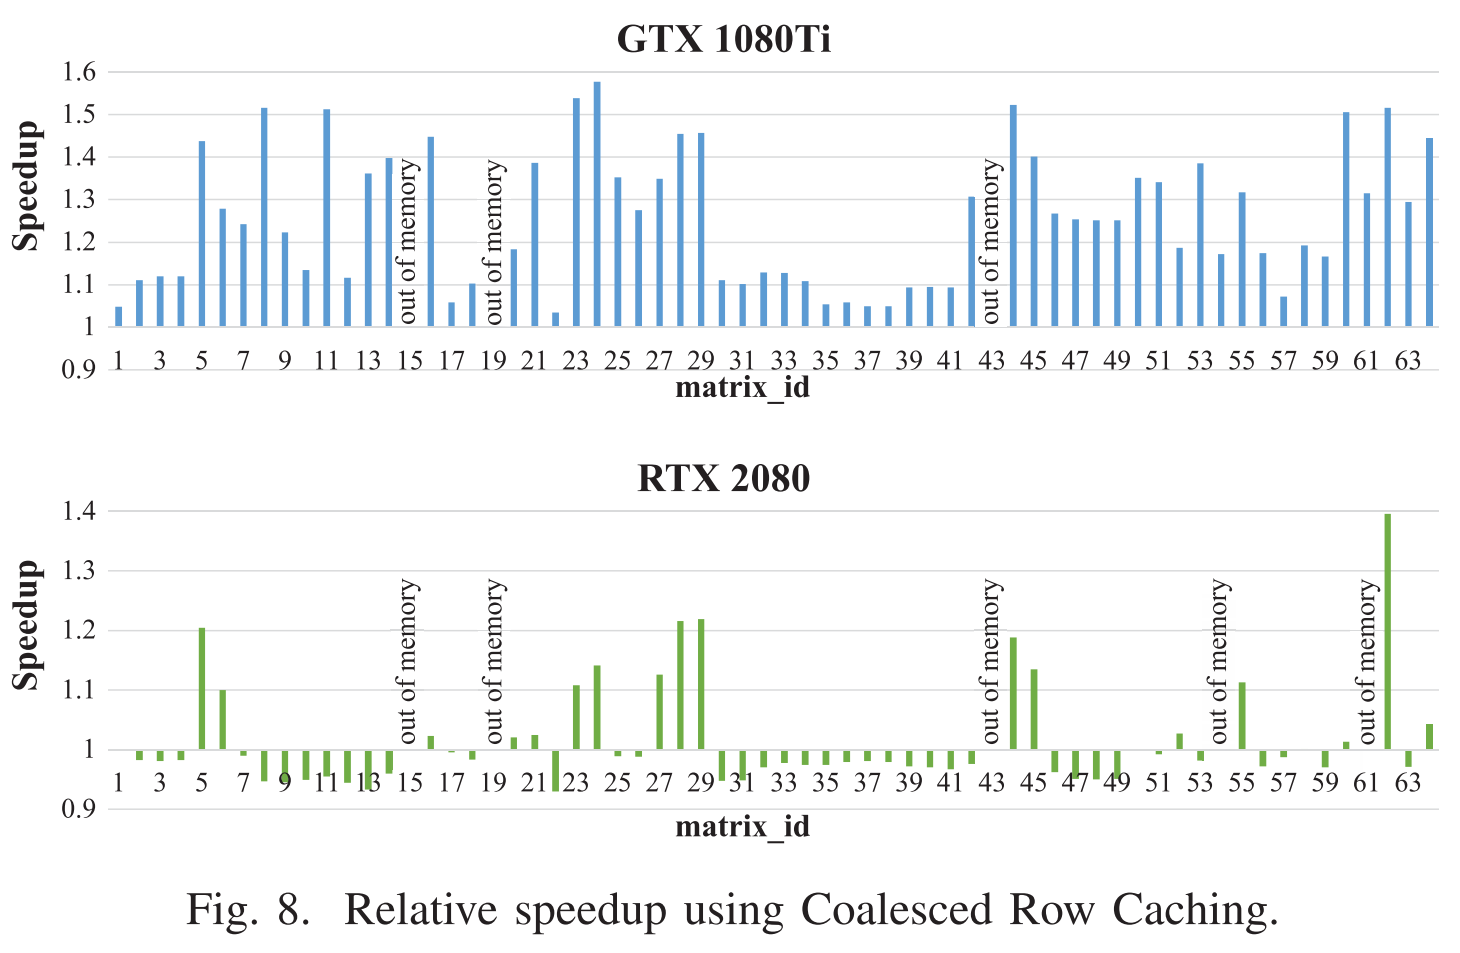 GTX 1080Ti
Speedup
1.6
1.5
1.4
1.3
1.2
1.1
1
0.9
out of memory
out of memory
out of memory
1 3 5 7 9 11 13 15 17 19 21 23 25 27 29 31 33 35 37 39 41 43 45 47 49 51 53 55 57 59 61 63
matrix_id
RTX 2080
Speedup
1.4
1.3
1.2
1.1
1
0.9
out of memory
out of memory
out of memory
out of memory
out of memory
1 3 5 7 9 11 13 15 17 19 21 23 25 27 29 31 33 35 37 39 41 43 45 47 49 51 53 55 57 59 61 63
matrix_id
Fig. 8. Relative speedup using Coalesced Row Caching.